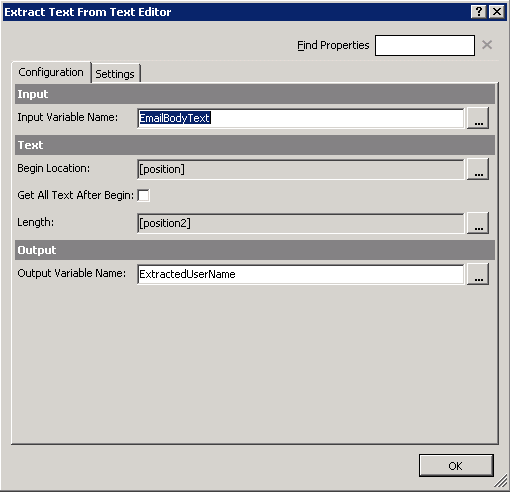 Extract Text From Text Editor
Find Properties
Configuration Settings
Input
Input Variable Name: EmailBodyText ...
Text
Begin Location: [position] ...
Get All Text After Begin:
Length: [position2] ...
Output
Output Variable Name: ExtractedUserName ...
OK